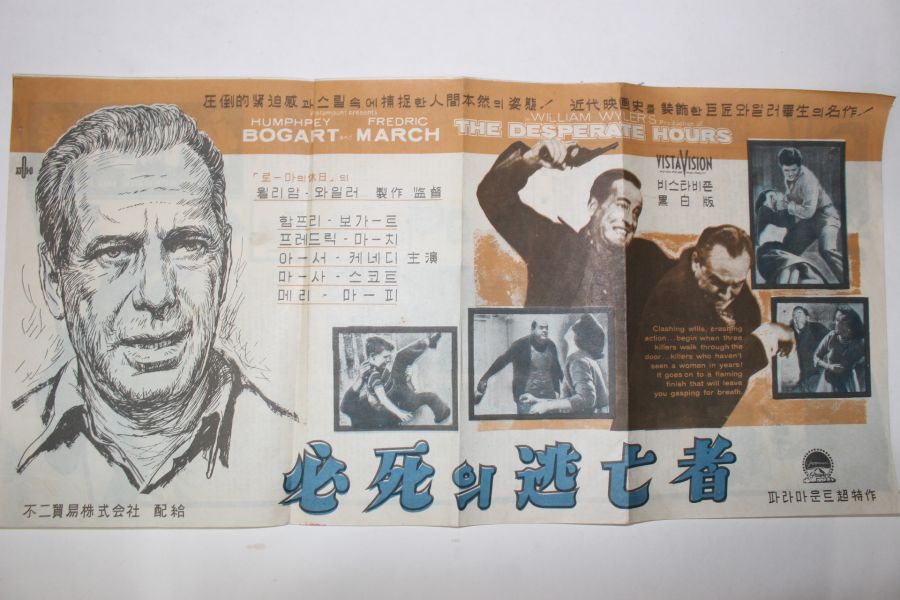 圧倒的緊迫感과스릴속에捕捉한人間本然의姿態! 近代映画史를装飾한巨匠와일러畢生의名作!
Paramount presents
HUMPHREY BOGART and FREDRIC MARCH
in WILLIAM WYLER'S Production of
THE DESPERATE HOURS
「로-마의休日」의
윌리암-와일러 製作 監督
함프리-보가-트
프레드릭-마-치
아-서-케네디 主演
마-사-스코트
메리-마-피
VISTAVISION
비스타비죤
黒白版
Clashing wills, crashing
action...begin when three
killers walk through the
door...killers who haven't
seen a woman in years!
It goes on to a flaming
finish that will leave
you gasping for breath.
必死의逃亡者
不二貿易株式会社 配給
파라마운트超特作